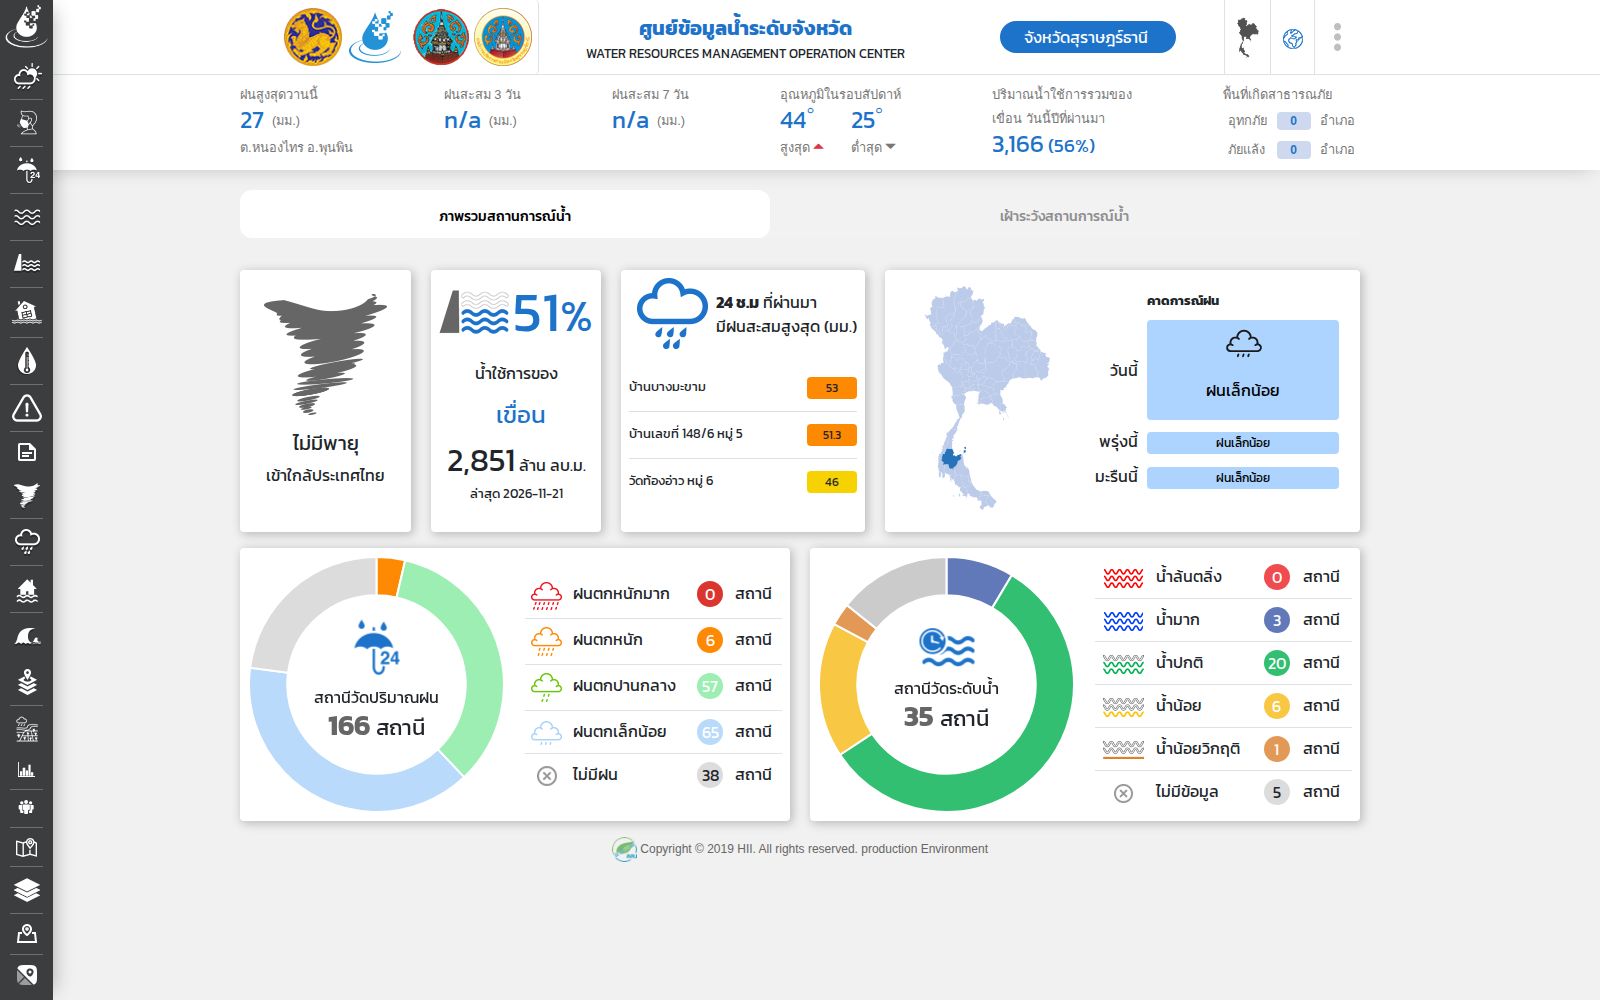 ศูนย์ข้อมูลน้ำระดับจังหวัด
WATER RESOURCES MANAGEMENT OPERATION CENTER
จังหวัดสุราษฎร์ธานี
ฝนสูงสุดวานนี้
27 (มม.)
ต.หนองไทร อ.พุนพิน
ฝนสะสม 3 วัน
n/a (มม.)
ฝนสะสม 7 วัน
n/a (มม.)
อุณหภูมิในรอบสัปดาห์
44° 25°
สูงสุด ต่ำสุด
ปริมาณน้ำใช้การรวมของ
เขื่อน วันนี้ปีที่ผ่านมา
3,166 (56%)
พื้นที่เกิดสาธารณภัย
อุทกภัย 0 อำเภอ
ภัยแล้ง 0 อำเภอ
24
ภาพรวมสถานการณ์น้ำ
เฝ้าระวังสถานการณ์น้ำ
ไม่มีพายุ
เข้าใกล้ประเทศไทย
51%
น้ำใช้การของ
เขื่อน
2,851 ล้าน ลบ.ม.
ล่าสุด 2026-11-21
24 ช.ม ที่ผ่านมา
มีฝนสะสมสูงสุด (มม.)
บ้านบางมะขาม 53
บ้านเลขที่ 148/6 หมู่ 5 51.3
วัดท้องอ่าว หมู่ 6 46
คาดการณ์ฝน
วันนี้ ฝนเล็กน้อย
พรุ่งนี้ ฝนเล็กน้อย
มะรืนนี้ ฝนเล็กน้อย
24
สถานีวัดปริมาณฝน
166 สถานี
ฝนตกหนักมาก 0 สถานี
ฝนตกหนัก 6 สถานี
ฝนตกปานกลาง 57 สถานี
ฝนตกเล็กน้อย 65 สถานี
ไม่มีฝน 38 สถานี
สถานีวัดระดับน้ำ
35 สถานี
น้ำล้นตลิ่ง 0 สถานี
น้ำมาก 3 สถานี
น้ำปกติ 20 สถานี
น้ำน้อย 6 สถานี
น้ำน้อยวิกฤติ 1 สถานี
ไม่มีข้อมูล 5 สถานี
Copyright © 2019 HII. All rights reserved. production Environment